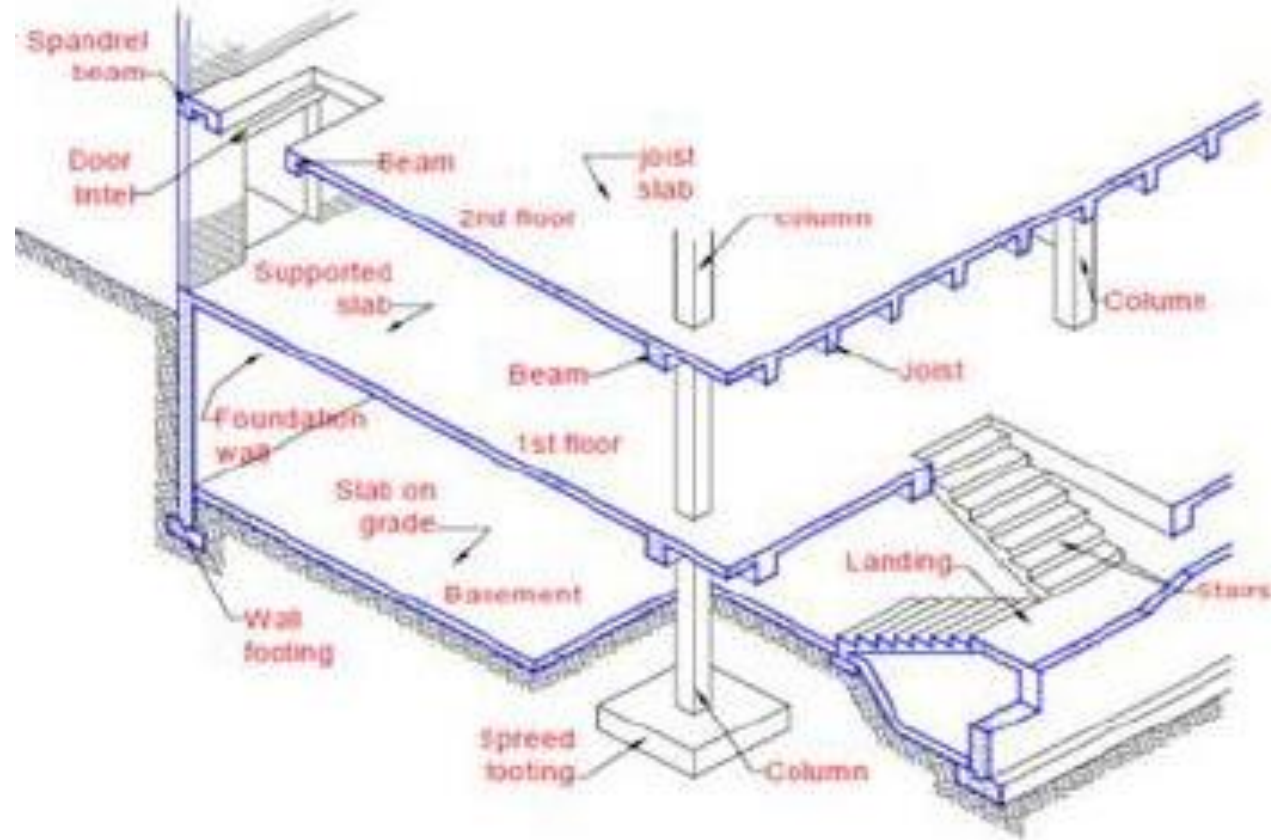 Spandrel
beam
Door
lintel
Beam
joist
slab
2nd floor
column
Supported
slab
Column
Beam
Joist
Foundation
wall
1st floor
Slab on
grade
Landing
Basement
Stairs
Wall
footing
Spreed
footing
Column